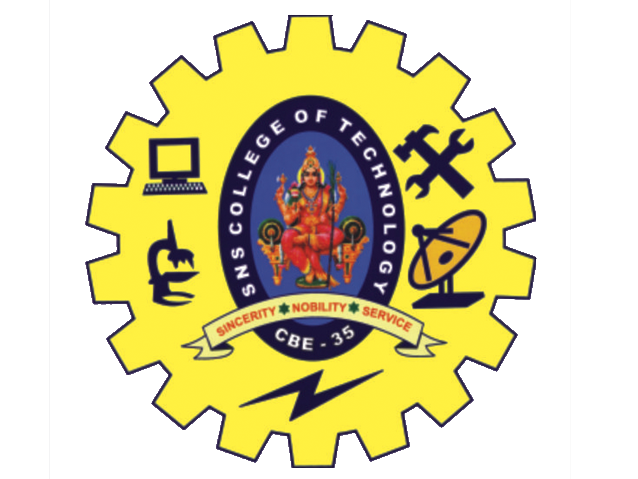 SNS COLLEGE OF TECHNOLOGY
SINCERITY NOBILITY SERVICE
CBE - 35